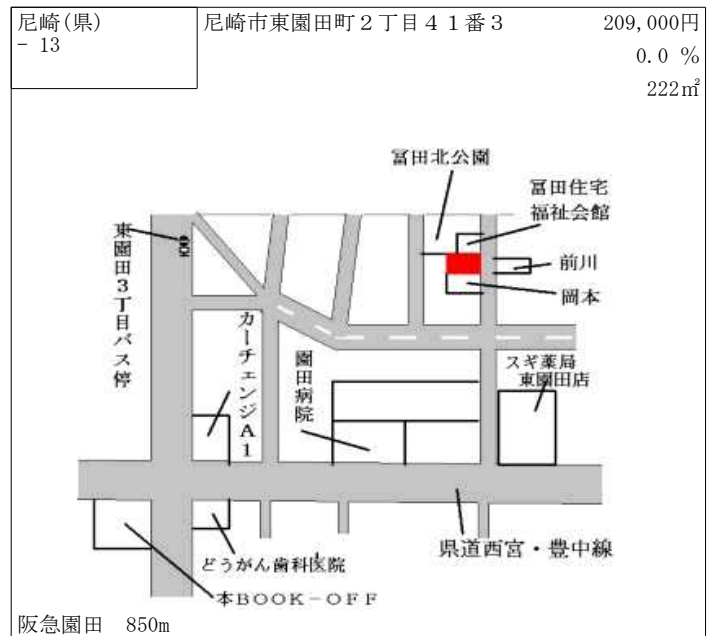 尼崎(県)
- 13
尼崎市東園田町2丁目41番3
209,000円
0.0 %
222㎡
冨田北公園
冨田住宅
福祉会館
前川
岡本
東園田3丁目バス停
カーチェンジA1
園田病院
スギ薬局
東園田店
県道西宮・豊中線
どうがん歯科医院
本BOOK-OFF
阪急園田 850m